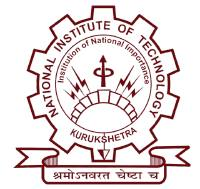 NATIONAL INSTITUTE OF TECHNOLOGY
Institution of National Importance
KURUKSHETRA
श्रमोऽनवरत चेष्टा च